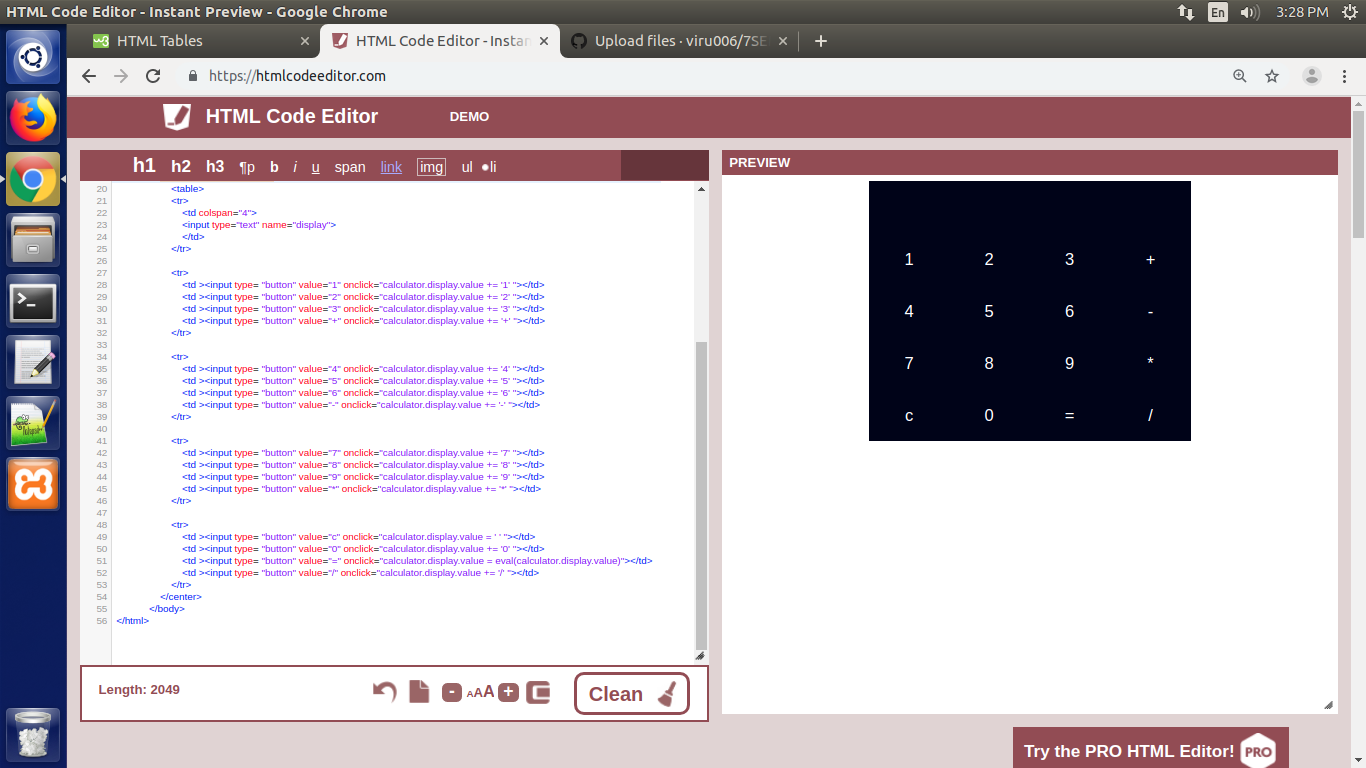 HTML Code Editor - Instant Preview - Google Chrome
En 3:28 PM
HTML Tables × HTML Code Editor - Instan × Upload files · viru006/7SE × +
https://htmlcodeeditor.com
HTML Code Editor DEMO
h1 h2 h3 ¶p b i u span link img ul •li
20 <table>
21 <tr>
22 <td colspan="4">
23 <input type="text" name="display">
24 </td>
25 </tr>
26
27 <tr>
28 <td ><input type= "button" value="1" onclick="calculator.display.value += '1' "></td>
29 <td ><input type= "button" value="2" onclick="calculator.display.value += '2' "></td>
30 <td ><input type= "button" value="3" onclick="calculator.display.value += '3' "></td>
31 <td ><input type= "button" value="+" onclick="calculator.display.value += '+' "></td>
32 </tr>
33
34 <tr>
35 <td ><input type= "button" value="4" onclick="calculator.display.value += '4' "></td>
36 <td ><input type= "button" value="5" onclick="calculator.display.value += '5' "></td>
37 <td ><input type= "button" value="6" onclick="calculator.display.value += '6' "></td>
38 <td ><input type= "button" value="-" onclick="calculator.display.value += '-' "></td>
39 </tr>
40
41 <tr>
42 <td ><input type= "button" value="7" onclick="calculator.display.value += '7' "></td>
43 <td ><input type= "button" value="8" onclick="calculator.display.value += '8' "></td>
44 <td ><input type= "button" value="9" onclick="calculator.display.value += '9' "></td>
45 <td ><input type= "button" value="*" onclick="calculator.display.value += '*' "></td>
46 </tr>
47
48 <tr>
49 <td ><input type= "button" value="c" onclick="calculator.display.value = ' ' "></td>
50 <td ><input type= "button" value="0" onclick="calculator.display.value += '0' "></td>
51 <td ><input type= "button" value="=" onclick="calculator.display.value = eval(calculator.display.value)"></td>
52 <td ><input type= "button" value="/" onclick="calculator.display.value += '/' "></td>
53 </tr>
54 </center>
55 </body>
56 </html>
Length: 2049
- AAA + Clean
PREVIEW
1 2 3 +
4 5 6 -
7 8 9 *
c 0 = /
Try the PRO HTML Editor! PRO